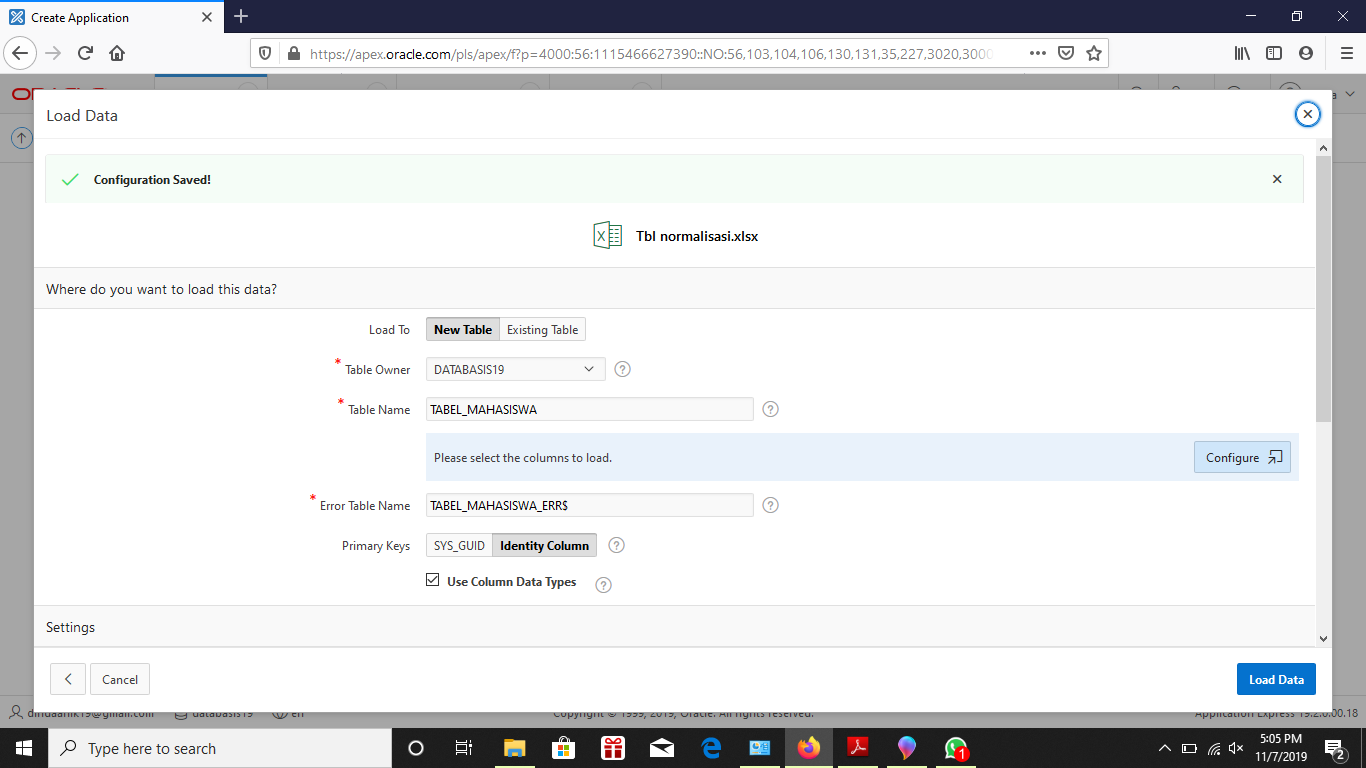 Create Application
https://apex.oracle.com/pls/apex/f?p=4000:56:1115466627390::NO:56,103,104,106,130,131,35,227,3020,3000
Load Data
Configuration Saved!
Tbl normalisasi.xlsx
Where do you want to load this data?
Load To New Table Existing Table
* Table Owner DATABASIS19
* Table Name TABEL_MAHASISWA
Please select the columns to load. Configure
* Error Table Name TABEL_MAHASISWA_ERR$
Primary Keys SYS_GUID Identity Column
Use Column Data Types
Settings
Cancel Load Data
databasis19 en Copyright © 1999, 2019, Oracle. All rights reserved. Application Express 19.2.0.00.18
Type here to search
1
5:05 PM
11/7/2019
2